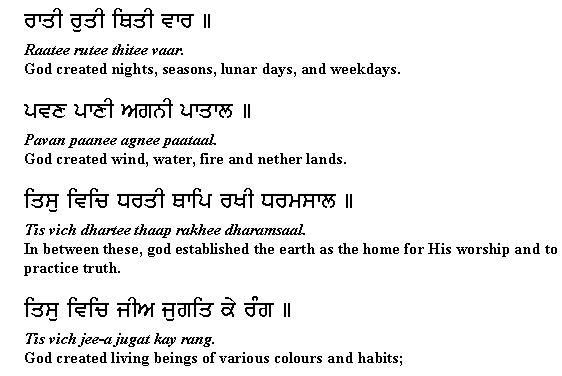 ਰਾਤੀ ਰੁਤੀ ਥਿਤੀ ਵਾਰ ॥
Raatee rutee thitee vaar.
God created nights, seasons, lunar days, and weekdays.
ਪਵਣ ਪਾਣੀ ਅਗਨੀ ਪਾਤਾਲ ॥
Pavan paanee agnee paataal.
God created wind, water, fire and nether lands.
ਤਿਸੁ ਵਿਚਿ ਧਰਤੀ ਥਾਪਿ ਰਖੀ ਧਰਮਸਾਲ ॥
Tis vich dhartee thaap rakhee dharamsaal.
In between these, god established the earth as the home for His worship and to
practice truth.
ਤਿਸੁ ਵਿਚਿ ਜੀਅ ਜੁਗਤਿ ਕੇ ਰੰਗ ॥
Tis vich jee-a jugat kay rang.
God created living beings of various colours and habits;